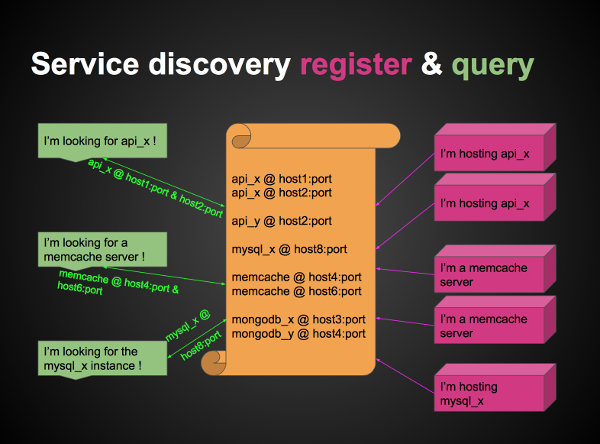 Service discovery register & query
I'm looking for api_x !
api_x @ host1:port & host2:port
I'm looking for a
memcache server !
memcache @ host4:port &
host6:port
mysql_x @
host8:port
I'm looking for the
mysql_x instance !
api_x @ host1:port
api_x @ host2:port
api_y @ host2:port
mysql_x @ host8:port
memcache @ host4:port
memcache @ host6:port
mongodb_x @ host3:port
mongodb_y @ host4:port
I'm hosting api_x
I'm hosting api_x
I'm a memcache
server
I'm a memcache
server
I'm hosting
mysql_x